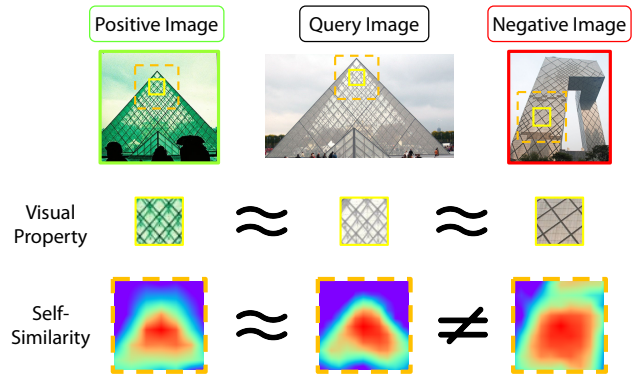 Positive Image
Query Image
Negative Image
Visual
Property
≈
≈
Self-
Similarity
≈
≠